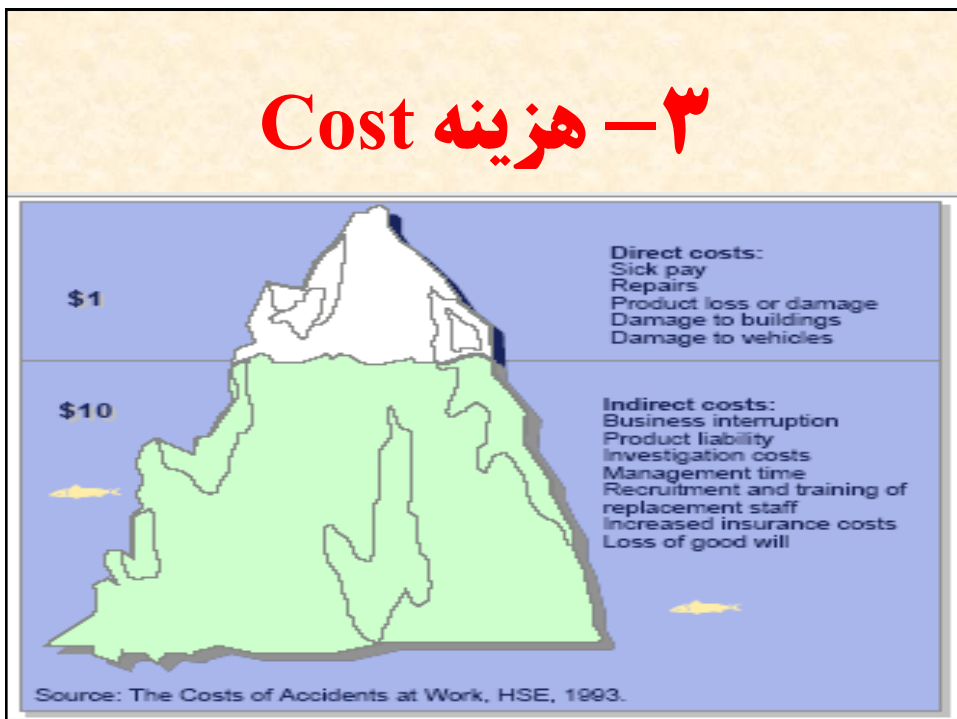 ۳- هزینه Cost
$1
Direct costs:
Sick pay
Repairs
Product loss or damage
Damage to buildings
Damage to vehicles
$10
Indirect costs:
Business interruption
Product liability
Investigation costs
Management time
Recruitment and training of
replacement staff
Increased insurance costs
Loss of good will
Source: The Costs of Accidents at Work, HSE, 1993.